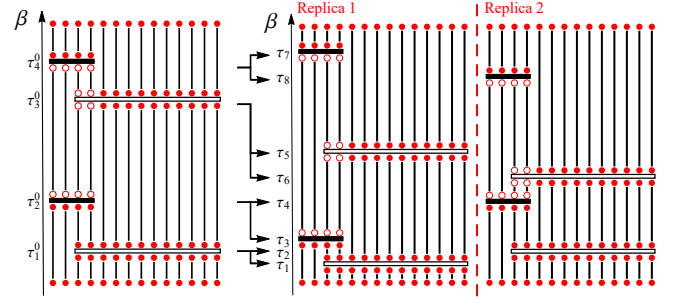 Replica 1
Replica 2
β
β
τ₄⁰
τ₃⁰
τ₂⁰
τ₁⁰
τ₇
τ₈
τ₅
τ₆
τ₄
τ₃
τ₂
τ₁